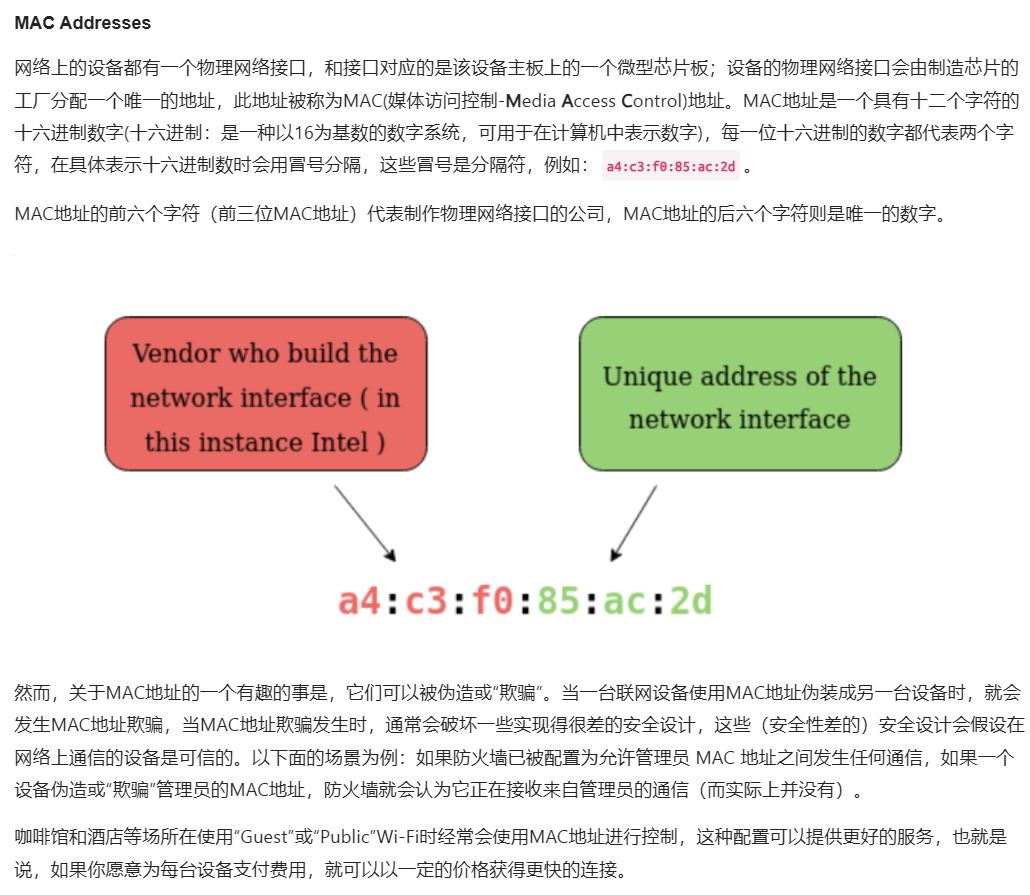 MAC Addresses
网络上的设备都有一个物理网络接口，和接口对应的是该设备主板上的一个微型芯片板；设备的物理网络接口会由制造芯片的
工厂分配一个唯一的地址，此地址被称为MAC(媒体访问控制-Media Access Control)地址。MAC地址是一个具有十二个字符的
十六进制数字(十六进制：是一种以16为基数的数字系统，可用于在计算机中表示数字)，每一位十六进制的数字都代表两个字
符，在具体表示十六进制数时会用冒号分隔，这些冒号是分隔符，例如： a4:c3:f0:85:ac:2d 。
MAC地址的前六个字符（前三位MAC地址）代表制作物理网络接口的公司，MAC地址的后六个字符则是唯一的数字。
Vendor who build the
network interface ( in
this instance Intel )
Unique address of the
network interface
a4:c3:f0:85:ac:2d
然而，关于MAC地址的一个有趣的事是，它们可以被伪造或“欺骗”。当一台联网设备使用MAC地址伪装成另一台设备时，就会
发生MAC地址欺骗，当MAC地址欺骗发生时，通常会破坏一些实现得很差的安全设计，这些（安全性差的）安全设计会假设在
网络上通信的设备是可信的。以下面的场景为例：如果防火墙已被配置为允许管理员 MAC 地址之间发生任何通信，如果一个
设备伪造或“欺骗”管理员的MAC地址，防火墙就会认为它正在接收来自管理员的通信（而实际上并没有）。
咖啡馆和酒店等场所在使用“Guest”或“Public”Wi-Fi时经常会使用MAC地址进行控制，这种配置可以提供更好的服务，也就是
说，如果你愿意为每台设备支付费用，就可以以一定的价格获得更快的连接。